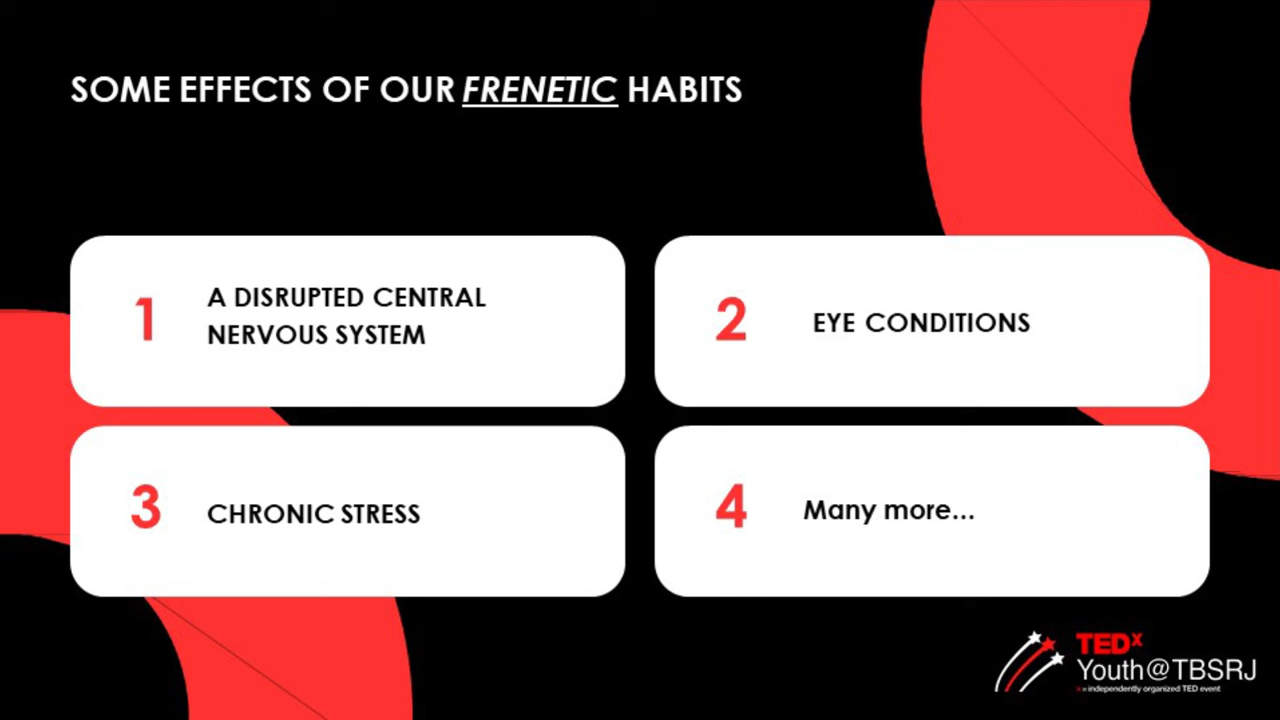 SOME EFFECTS OF OUR FRENETIC HABITS
1
A DISRUPTED CENTRAL
NERVOUS SYSTEM
2
EYE CONDITIONS
3
CHRONIC STRESS
4
Many more...
TEDx
Youth@TBSRJ
x = independently organized TED event